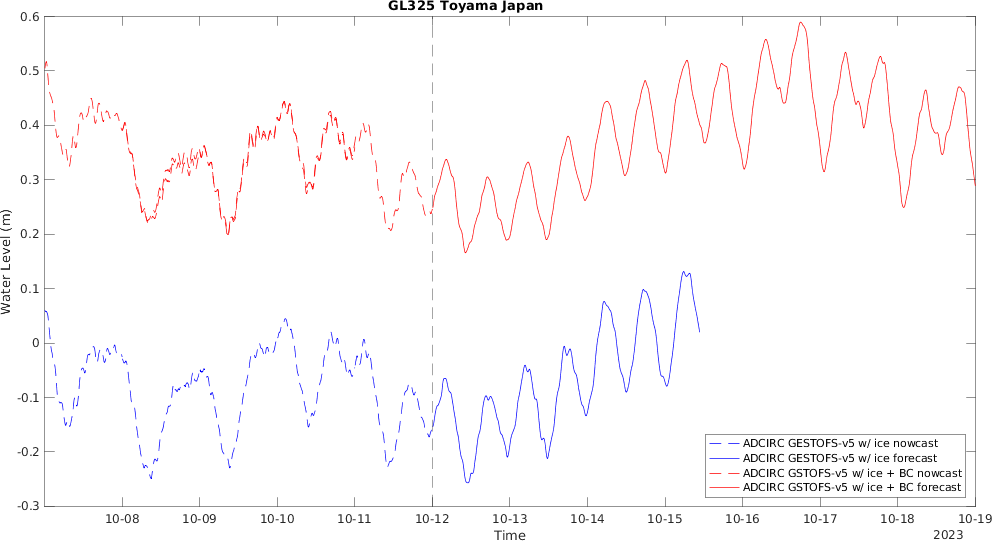 GL325 Toyama Japan
0.6
0.5
0.4
0.3
0.2
0.1
0
-0.1
-0.2
-0.3
Water Level (m)
10-08 10-09 10-10 10-11 10-12 10-13 10-14 10-15 10-16 10-17 10-18 10-19
Time
2023
ADCIRC GESTOFS-v5 w/ ice nowcast
ADCIRC GESTOFS-v5 w/ ice forecast
ADCIRC GSTOFS-v5 w/ ice + BC nowcast
ADCIRC GSTOFS-v5 w/ ice + BC forecast